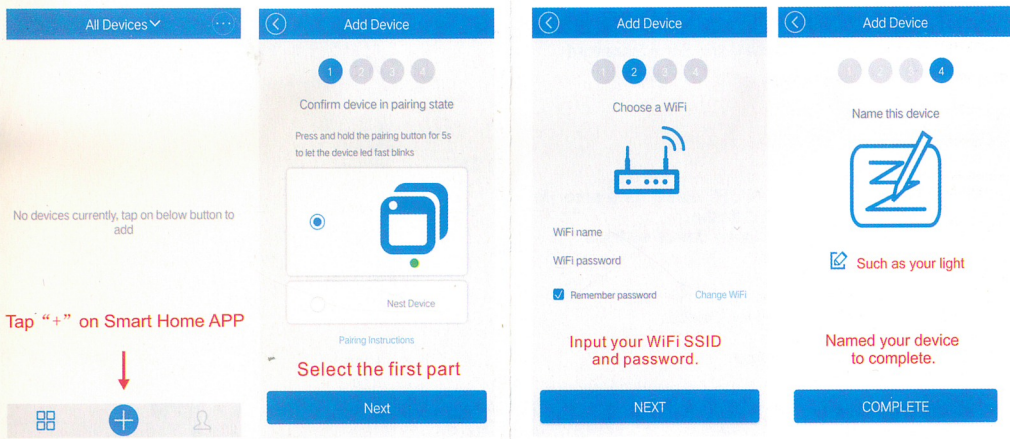 All Devices
No devices currently, tap on below button to
add
Tap “+” on Smart Home APP
Add Device
1 2 3 4
Confirm device in pairing state
Press and hold the pairing button for 5s
to let the device led fast blinks
Nest Device
Pairing Instructions
Select the first part
Next
Add Device
1 2 3 4
Choose a WiFi
WiFi name
WiFi password
Remember password
Change WiFi
Input your WiFi SSID
and password.
NEXT
Add Device
1 2 3 4
Name this device
Such as your light
Named your device
to complete.
COMPLETE